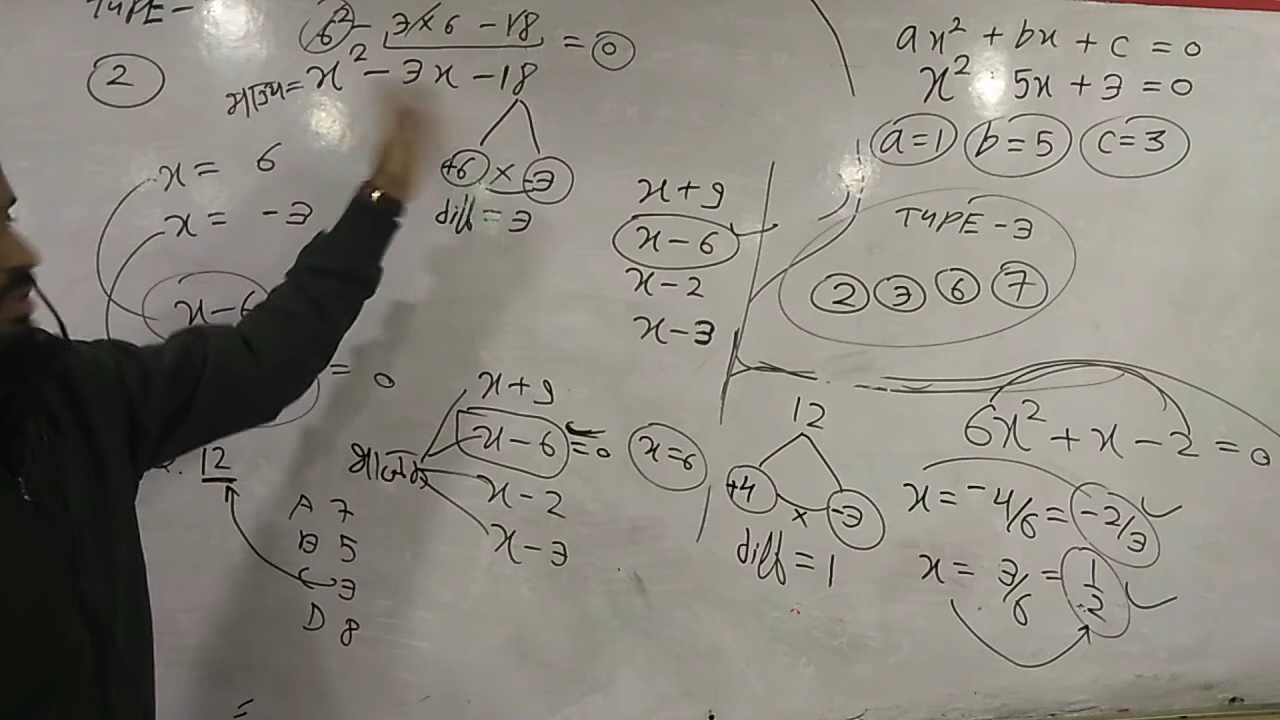 TYPE-
6² - 3×6 - 18 = 0
2
भाज्य = x² - 3x - 18
+6 × -3
diff = 3
x = 6
x = -3
x - 6
= 0
x + 9
x - 6
x - 2
x - 3
12
A 7
B 5
C 3
D 8
भाजक
x + 9
x - 6 = 0
x = 6
x - 2
x - 3
ax² + bx + c = 0
x² 5x + 3 = 0
a = 1 b = 5 c = 3
TYPE - 3
2 3 6 7
12
+4 × -3
diff = 1
6x² + x - 2 = 0
x = -4/6 = -2/3
x = 3/6 = 1/2
=